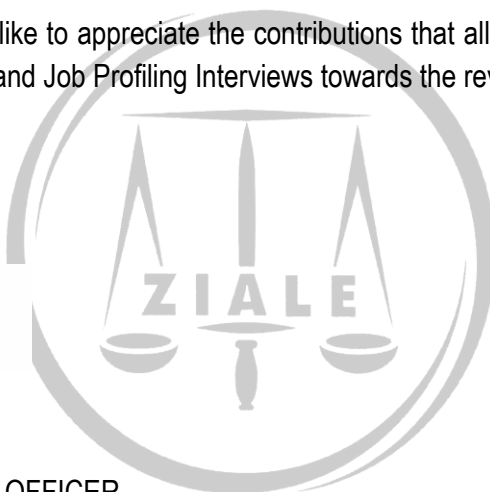 like to appreciate the contributions that all
and Job Profiling Interviews towards the rev
ZIALE
OFFICER